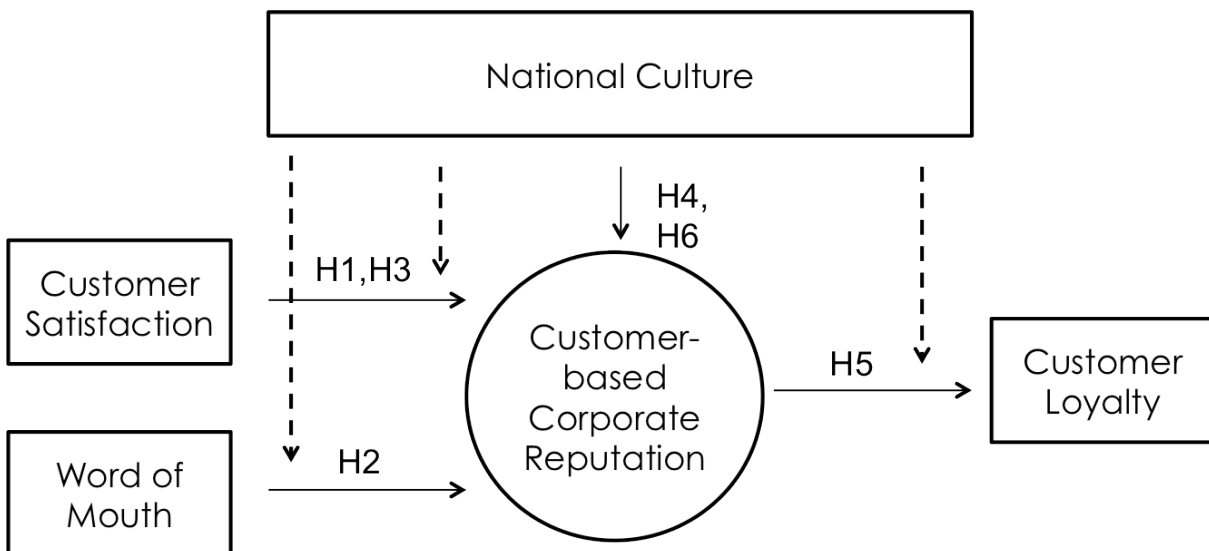 National Culture
H4,
H6
Customer
Satisfaction
H1,H3
Customer-
based
Corporate
Reputation
H5
Customer
Loyalty
Word of
Mouth
H2